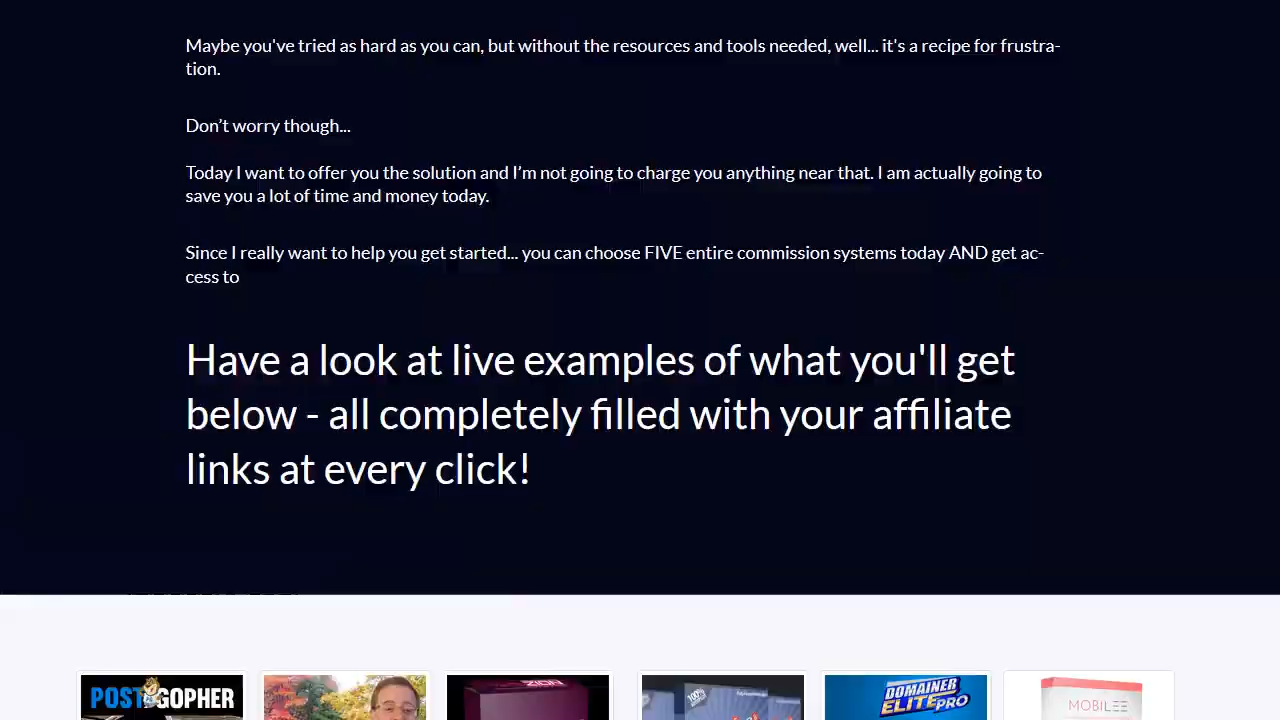 Maybe you've tried as hard as you can, but without the resources and tools needed, well... it's a recipe for frustra-
tion.
Don’t worry though...
Today I want to offer you the solution and I’m not going to charge you anything near that. I am actually going to
save you a lot of time and money today.
Since I really want to help you get started... you can choose FIVE entire commission systems today AND get ac-
cess to
Have a look at live examples of what you'll get
below - all completely filled with your affiliate
links at every click!
POST GOPHER
ZION
100%
DOMAINER
ELITE PRO
MOBILEE